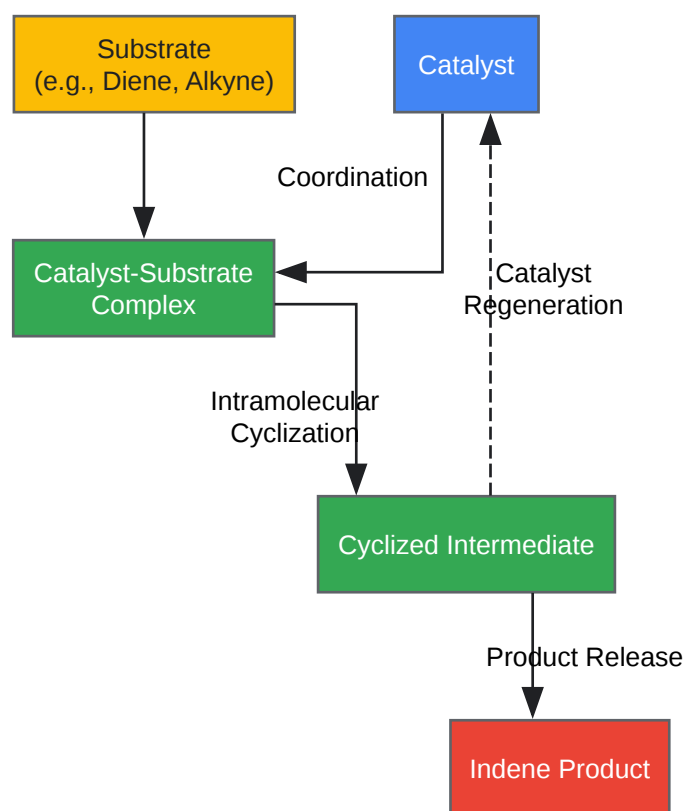 Substrate
(e.g., Diene, Alkyne)
Catalyst
Coordination
Catalyst-Substrate
Complex
Catalyst
Regeneration
Intramolecular
Cyclization
Cyclized Intermediate
Product Release
Indene Product